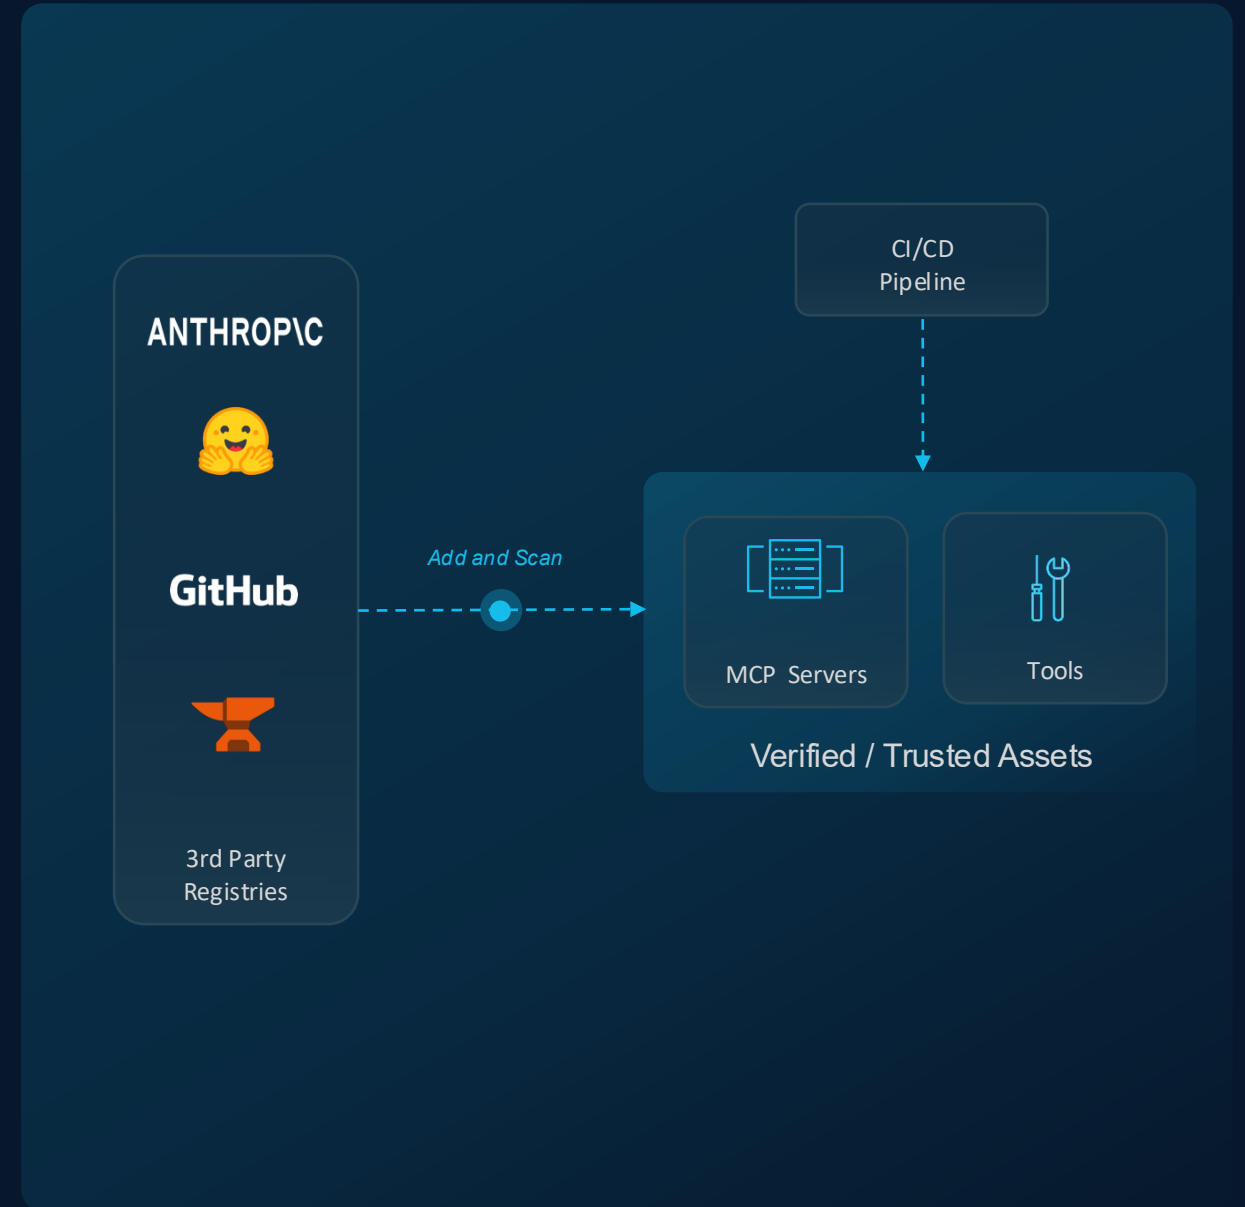 ANTHROP\C
GitHub
3rd Party
Registries
Add and Scan
CI/CD
Pipeline
MCP Servers
Tools
Verified / Trusted Assets